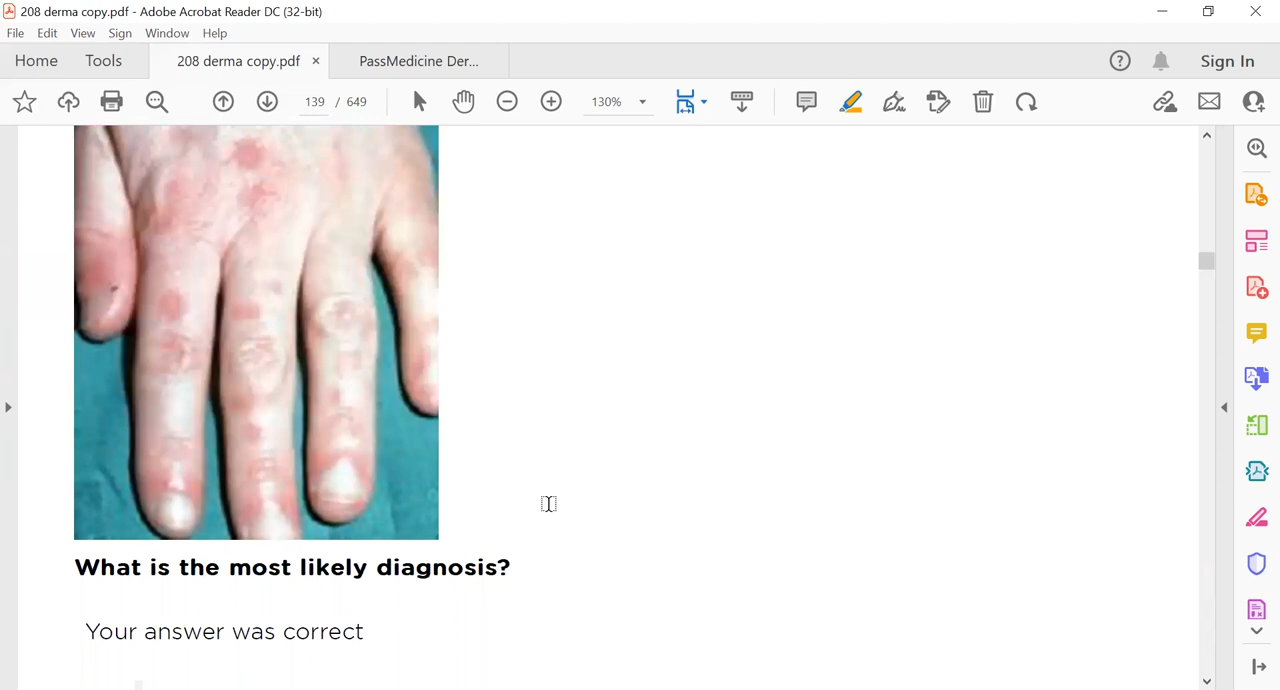 208 derma copy.pdf - Adobe Acrobat Reader DC (32-bit)
File Edit View Sign Window Help
Home Tools 208 derma copy.pdf × PassMedicine Der... Sign In
139 / 649 130%
What is the most likely diagnosis?
Your answer was correct